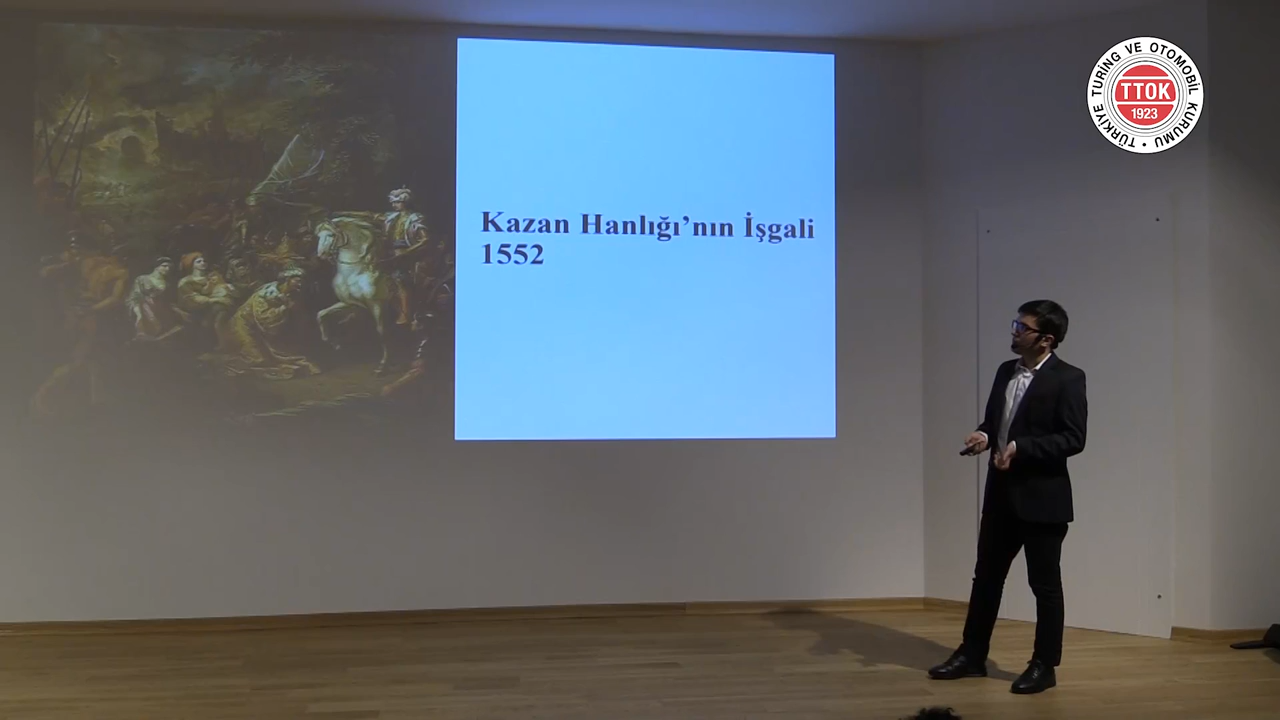 Kazan Hanlığı’nın İşgali
1552
TÜRKİYE TURİNG VE OTOMOBİL KURUMU •
TTOK
1923